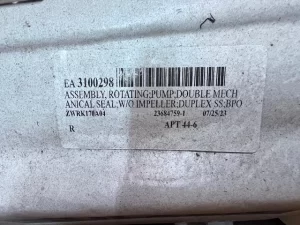 EA 3100298
ASSEMBLY, ROTATING;PUMP;DOUBLE MECH
ANICAL SEAL;W/O IMPELLER;DUPLEX SS;BPO
ZWRK170A04 23684759-1 07/25/23
R APT 44-6